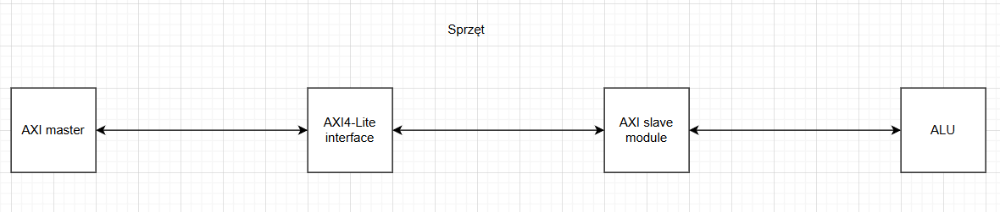 Sprzęt
AXI master
AXI4-Lite
interface
AXI slave
module
ALU